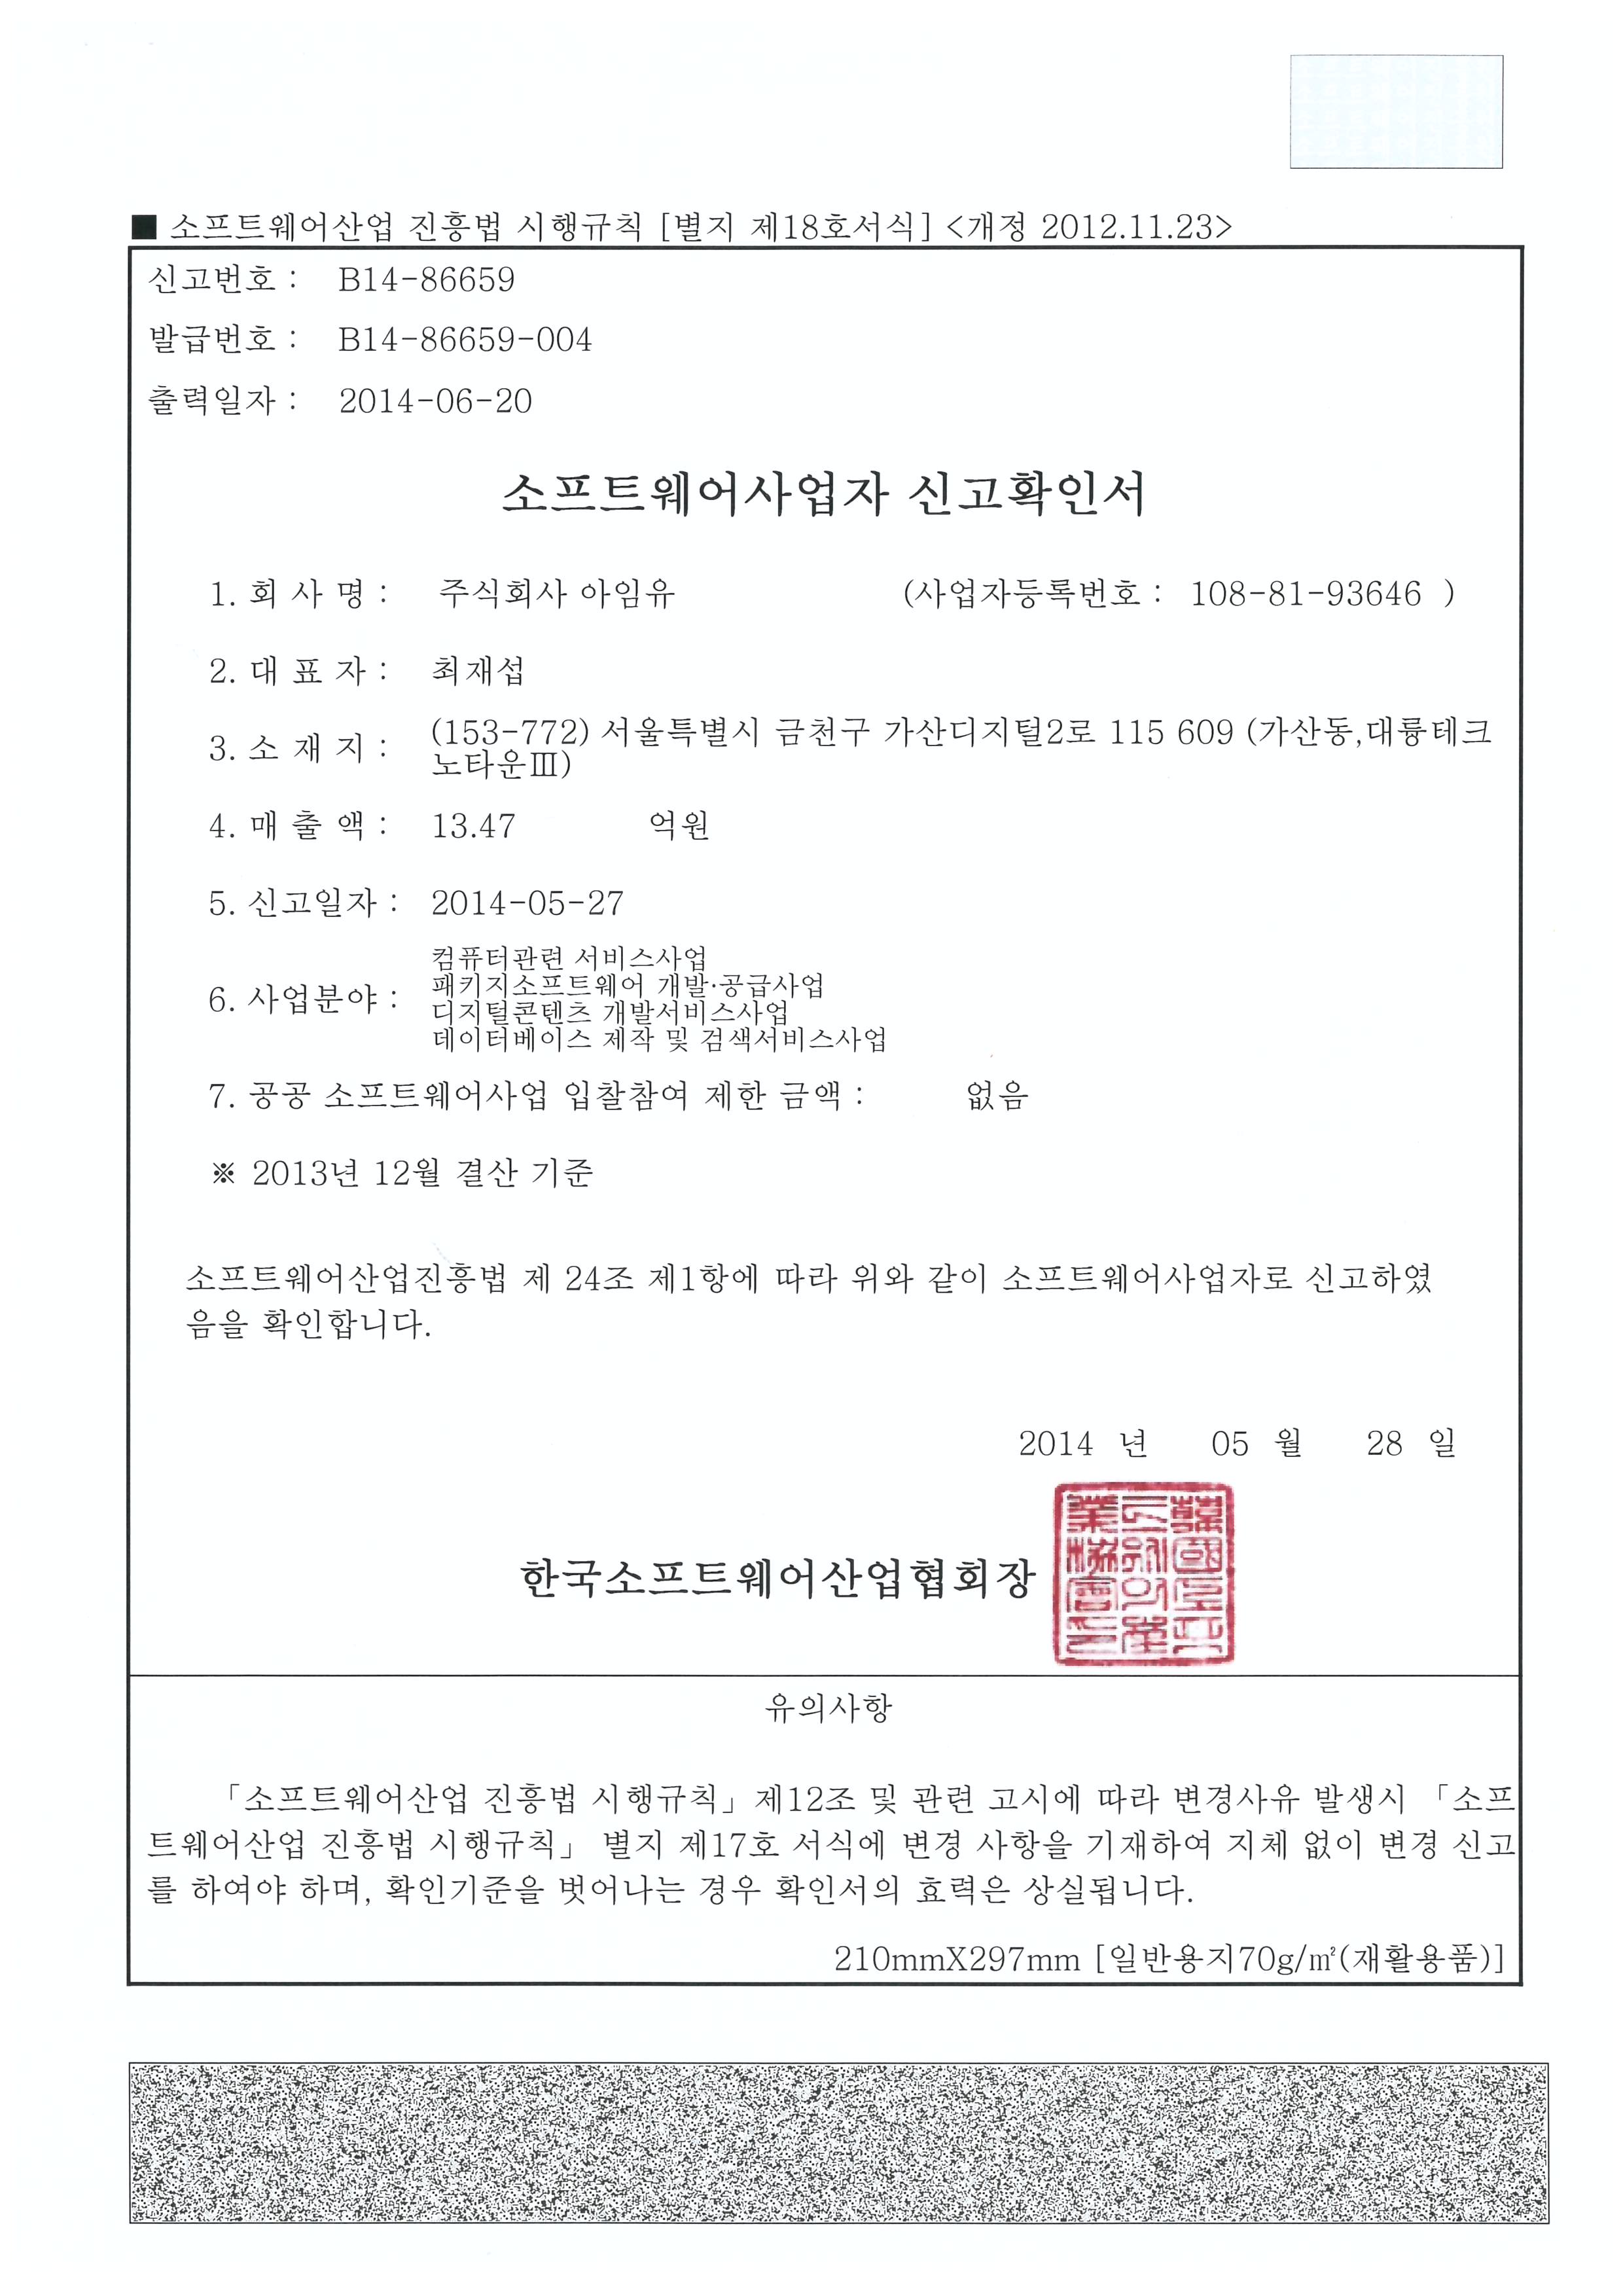 ■ 소프트웨어산업 진흥법 시행규칙 [별지 제18호서식] <개정 2012.11.23>
신고번호 : B14-86659
발급번호 : B14-86659-004
출력일자 : 2014-06-20
소프트웨어사업자 신고확인서
1. 회 사 명 : 주식회사 아임유 (사업자등록번호 : 108-81-93646 )
2. 대 표 자 : 최재섭
3. 소 재 지 : (153-772) 서울특별시 금천구 가산디지털2로 115 609 (가산동,대륭테크
노타운Ⅲ)
4. 매 출 액 : 13.47 억원
5. 신고일자 : 2014-05-27
6. 사업분야 : 컴퓨터관련 서비스사업
패키지소프트웨어 개발·공급사업
디지털콘텐츠 개발서비스사업
데이터베이스 제작 및 검색서비스사업
7. 공공 소프트웨어사업 입찰참여 제한 금액 : 없음
※ 2013년 12월 결산 기준
소프트웨어산업진흥법 제 24조 제1항에 따라 위와 같이 소프트웨어사업자로 신고하였
음을 확인합니다.
2014 년 05 월 28 일
한국소프트웨어산업협회장
유의사항
「소프트웨어산업 진흥법 시행규칙」제12조 및 관련 고시에 따라 변경사유 발생시 「소프
트웨어산업 진흥법 시행규칙」 별지 제17호 서식에 변경 사항을 기재하여 지체 없이 변경 신고
를 하여야 하며, 확인기준을 벗어나는 경우 확인서의 효력은 상실됩니다.
210mmX297mm [일반용지70g/㎡(재활용품)]